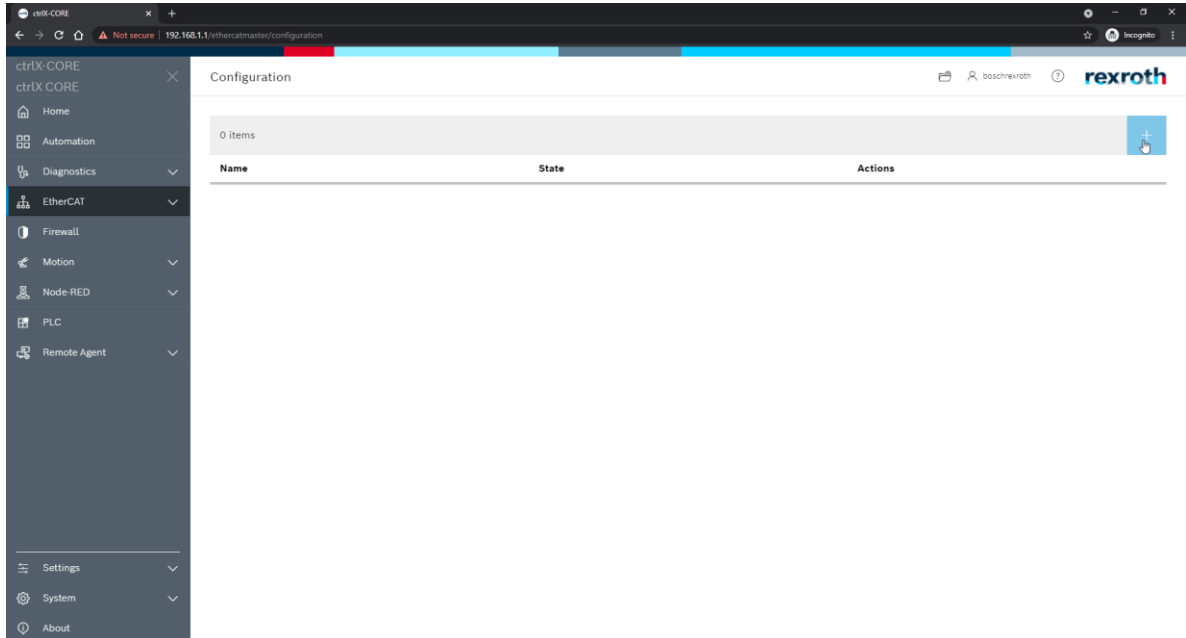 ctrlX-CORE
Not secure | 192.168.1.1/ethercatmaster/configuration
Incognito
ctrlX-CORE
ctrlX CORE
Configuration
boschrexroth
rexroth
Home
Automation
Diagnostics
EtherCAT
Firewall
Motion
Node-RED
PLC
Remote Agent
Settings
System
About
0 items
Name State Actions